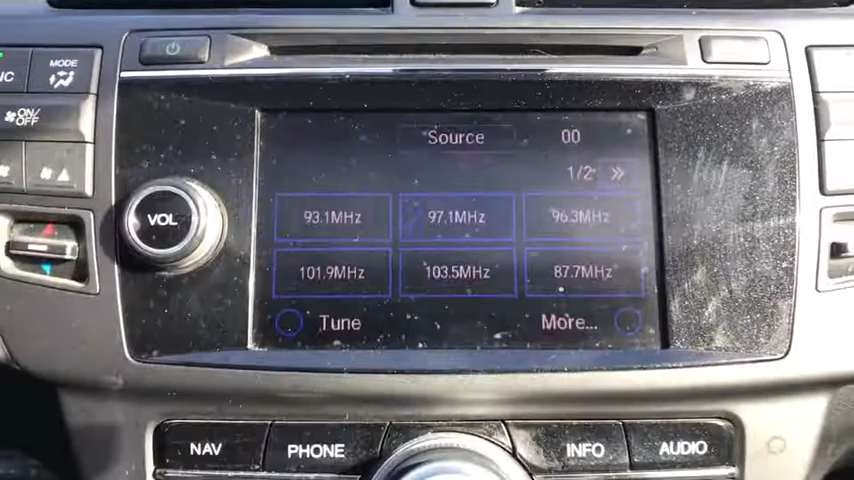 MODE
ON/OFF
VOL
Source 00
1/2 »
93.1MHz 97.1MHz 96.3MHz
101.9MHz 103.5MHz 87.7MHz
Tune More...
NAV PHONE INFO AUDIO